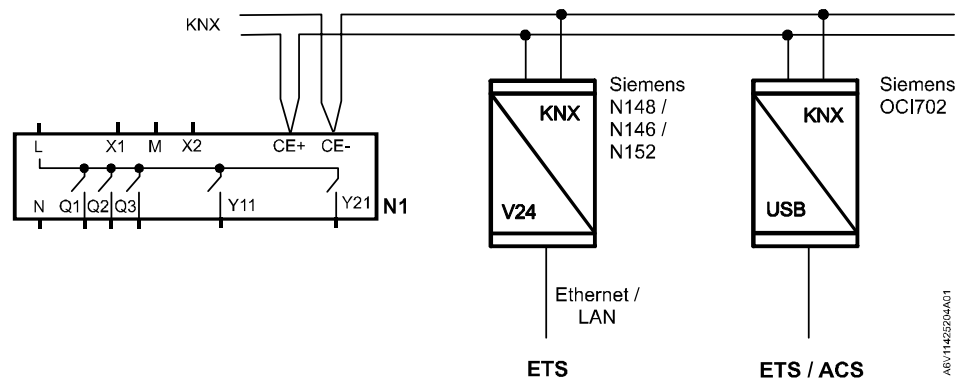 KNX
Siemens
N148 /
N146 /
N152
Siemens
OCI702
KNX
KNX
L X1 M X2 CE+ CE-
N Q1 Q2 Q3 Y11 Y21 N1
V24
USB
Ethernet /
LAN
ETS
ETS / ACS
A6V11425204A01